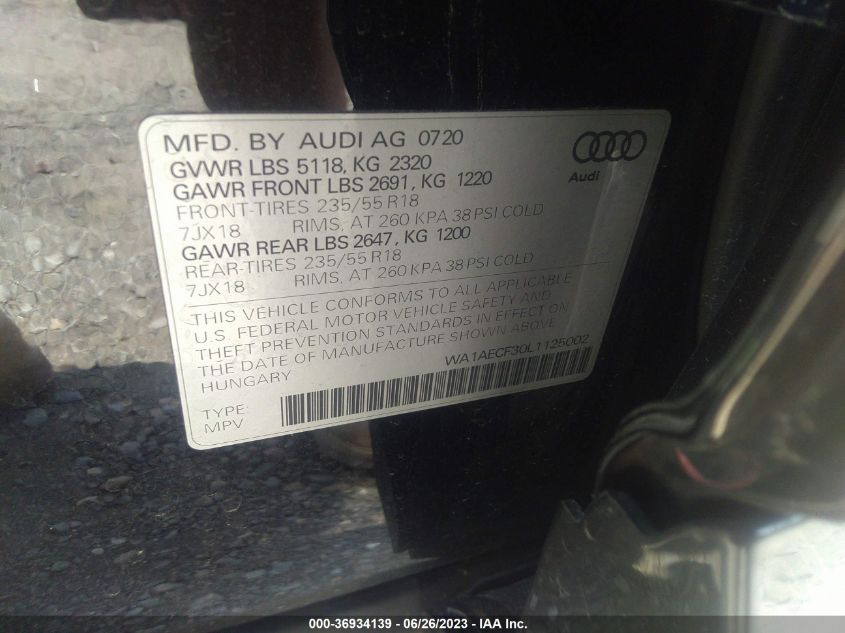 MFD. BY AUDI AG 0720
GVWR LBS 5118, KG 2320
GAWR FRONT LBS 2691, KG 1220
FRONT-TIRES 235/55 R18
7JX18 RIMS, AT 260 KPA 38 PSI COLD
GAWR REAR LBS 2647, KG 1200
REAR-TIRES 235/55 R18
7JX18 RIMS, AT 260 KPA 38 PSI COLD
Audi
THIS VEHICLE CONFORMS TO ALL APPLICABLE
U.S. FEDERAL MOTOR VEHICLE SAFETY AND
THEFT PREVENTION STANDARDS IN EFFECT ON
THE DATE OF MANUFACTURE SHOWN ABOVE
HUNGARY
WA1AECF30L1125002
TYPE:
MPV
000-36934139 - 06/26/2023 - IAA Inc.